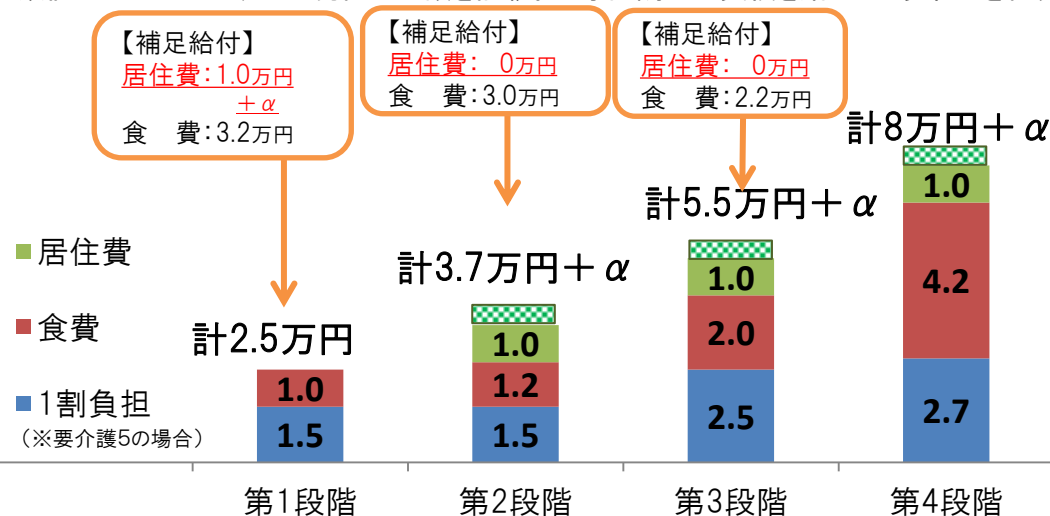 【補足給付】
居住費:1.0万円
＋α
食　費:3.2万円
【補足給付】
居住費:　0万円
食　費:3.0万円
【補足給付】
居住費:　0万円
食　費:2.2万円
計8万円＋α
計5.5万円＋α
計3.7万円＋α
計2.5万円
■居住費
■食費
■1割負担
（※要介護5の場合）
1.0
1.5
1.0
1.2
1.5
1.0
2.0
2.5
1.0
4.2
2.7
第1段階
第2段階
第3段階
第4段階